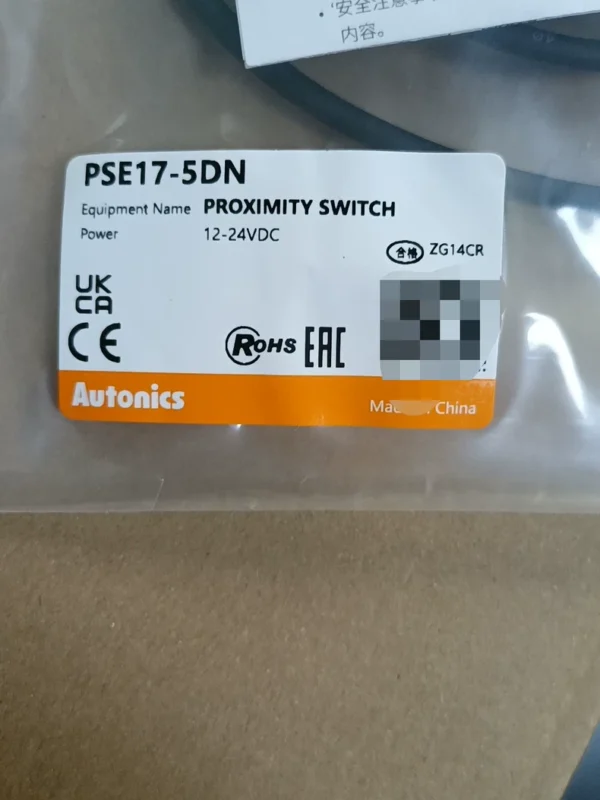 内容。
PSE17-5DN
Equipment Name PROXIMITY SWITCH
Power 12-24VDC
合格 ZG14CR
UK
CA
CE
RoHS EAC
Autonics
China